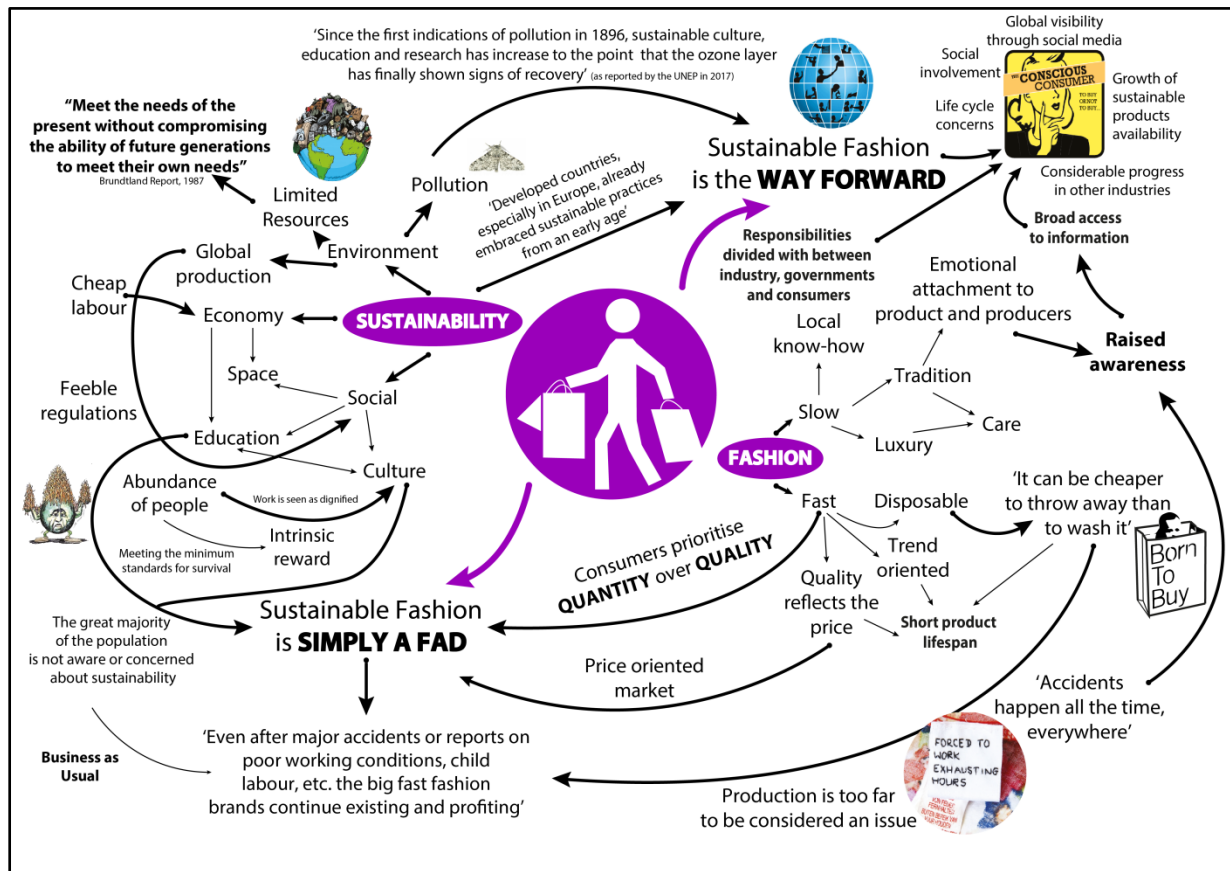 ‘Since the first indications of pollution in 1896, sustainable culture,
education and research has increase to the point that the ozone layer
has finally shown signs of recovery’ (as reported by the UNEP in 2017)
Global visibility
through social media
Social
involvement
Life cycle
concerns
THE CONSCIOUS
CONSUMER
TO BUY
OR NOT
TO BUY...
Growth of
sustainable
products
availability
Considerable progress
in other industries
“Meet the needs of the
present without compromising
the ability of future generations
to meet their own needs”
Brundtland Report, 1987
Limited
Resources
Pollution
‘Developed countries,
especially in Europe, already
embraced sustainable practices
from an early age’
Sustainable Fashion
is the WAY FORWARD
Broad access
to information
Responsibilities
divided with between
industry, governments
and consumers
Environment
Global
production
Cheap
labour
Economy
SUSTAINABILITY
Emotional
attachment to
product and producers
Local
know-how
Raised
awareness
Space
Social
Feeble
regulations
Education
Culture
Tradition
Slow
Care
Luxury
FASHION
Abundance
of people
Work is seen as dignified
Intrinsic
reward
Meeting the minimum
standards for survival
Fast
Disposable
‘It can be cheaper
to throw away than
to wash it’
Trend
oriented
Quality
reflects the
price
Short product
lifespan
Born
To
Buy
Consumers prioritise
QUANTITY over QUALITY
Sustainable Fashion
is SIMPLY A FAD
The great majority
of the population
is not aware or concerned
about sustainability
Price oriented
market
‘Accidents
happen all the time,
everywhere’
Business as
Usual
‘Even after major accidents or reports on
poor working conditions, child
labour, etc. the big fast fashion
brands continue existing and profiting’
FORCED TO
WORK
EXHAUSTING
HOURS
Production is too far
to be considered an issue